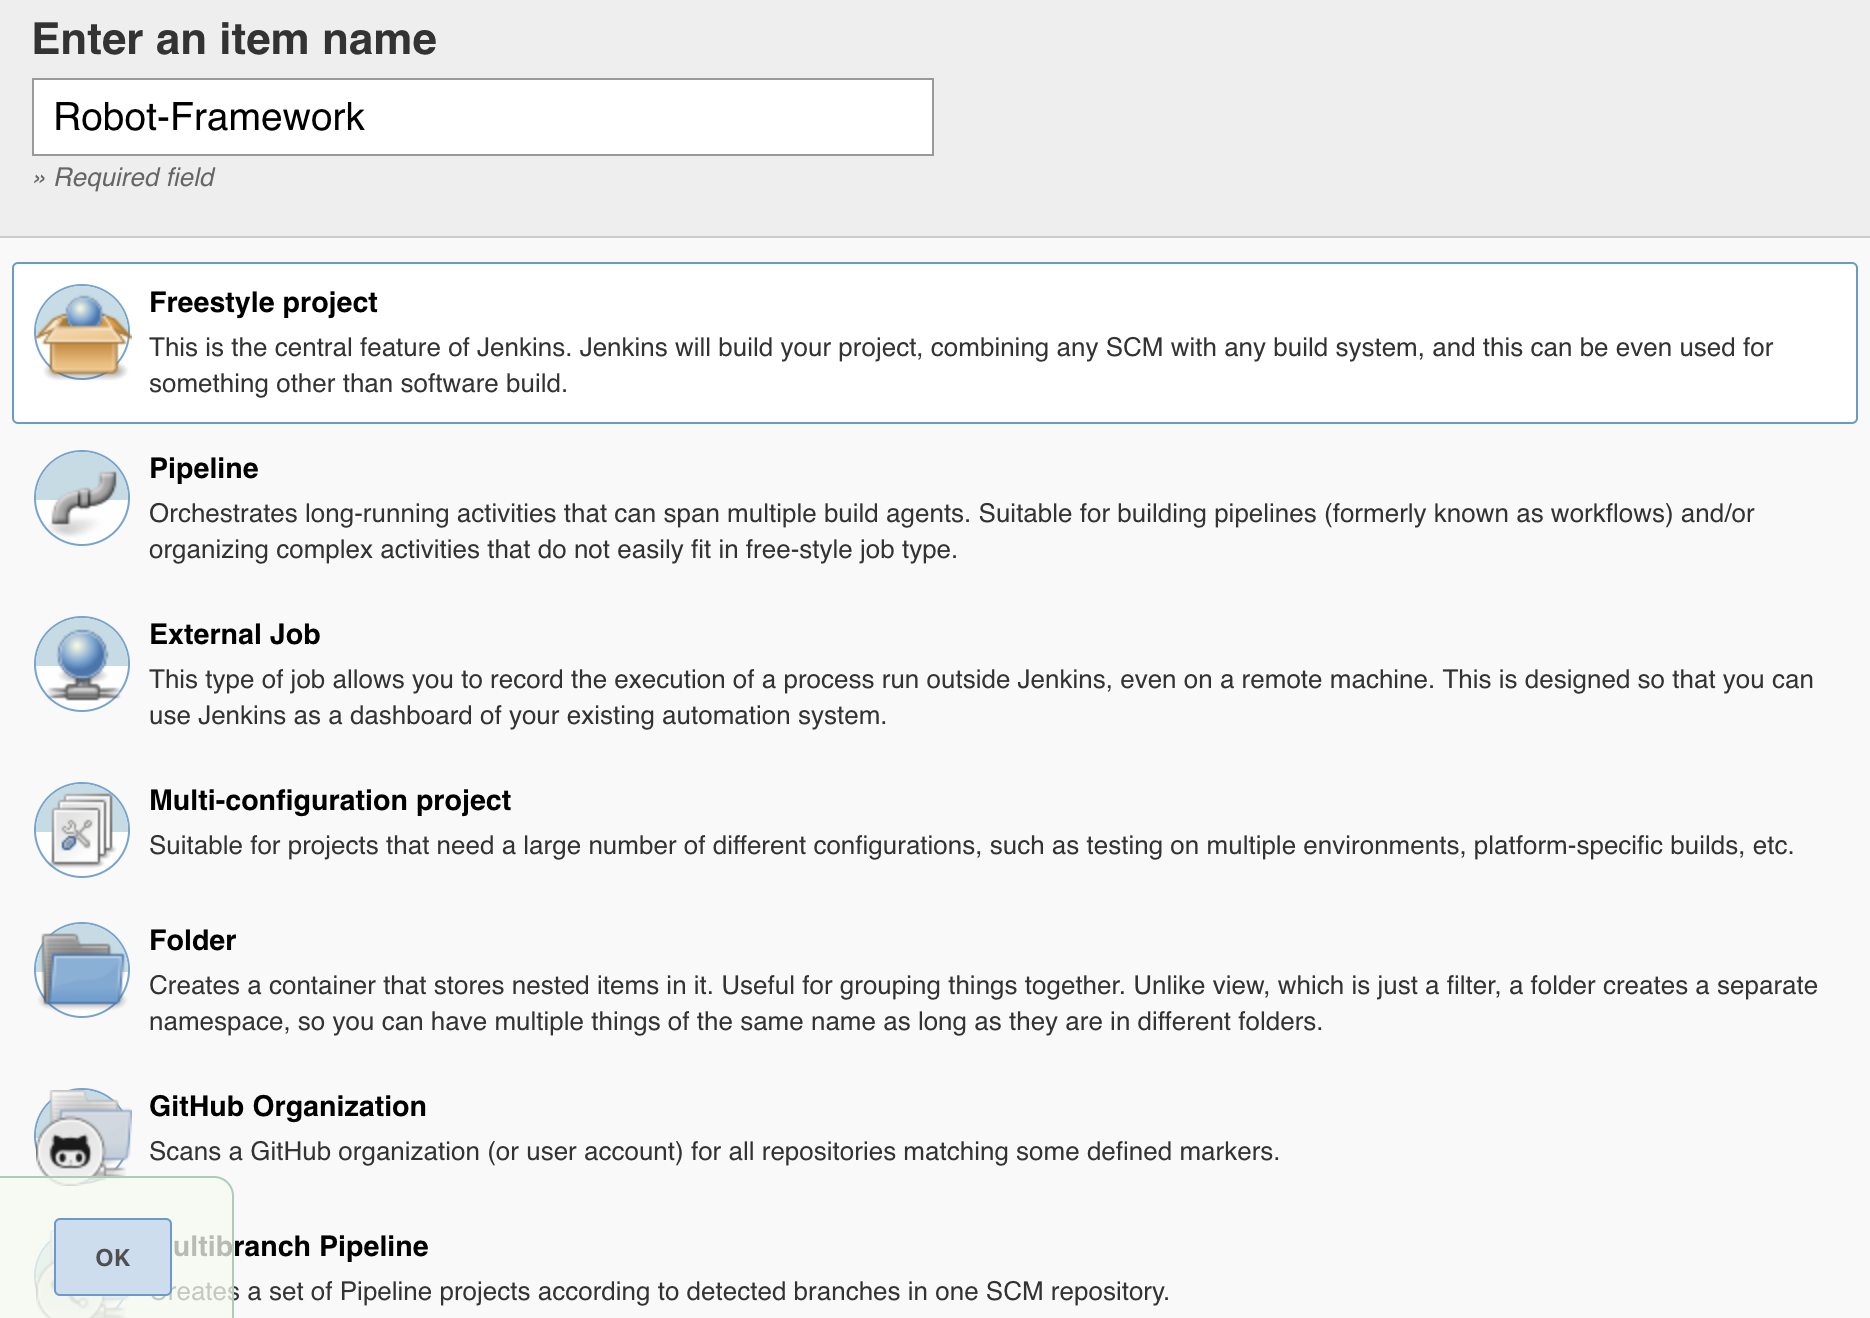 Enter an item name
Robot-Framework
» Required field
Freestyle project
This is the central feature of Jenkins. Jenkins will build your project, combining any SCM with any build system, and this can be even used for
something other than software build.
Pipeline
Orchestrates long-running activities that can span multiple build agents. Suitable for building pipelines (formerly known as workflows) and/or
organizing complex activities that do not easily fit in free-style job type.
External Job
This type of job allows you to record the execution of a process run outside Jenkins, even on a remote machine. This is designed so that you can
use Jenkins as a dashboard of your existing automation system.
Multi-configuration project
Suitable for projects that need a large number of different configurations, such as testing on multiple environments, platform-specific builds, etc.
Folder
Creates a container that stores nested items in it. Useful for grouping things together. Unlike view, which is just a filter, a folder creates a separate
namespace, so you can have multiple things of the same name as long as they are in different folders.
GitHub Organization
Scans a GitHub organization (or user account) for all repositories matching some defined markers.
OK
Multibranch Pipeline
Creates a set of Pipeline projects according to detected branches in one SCM repository.